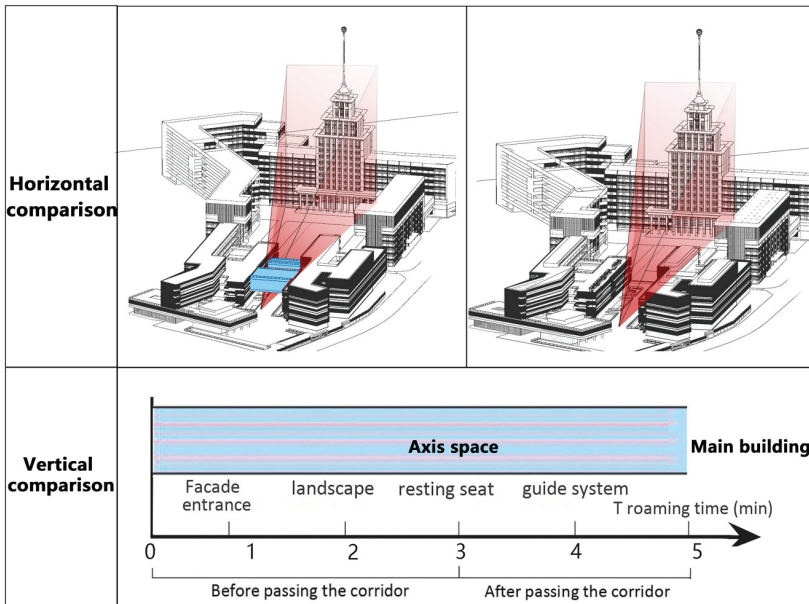 Horizontal
comparison
Vertical
comparison
Axis space
Main building
Facade
entrance
landscape
resting seat
guide system
T roaming time (min)
0 1 2 3 4 5
Before passing the corridor
After passing the corridor